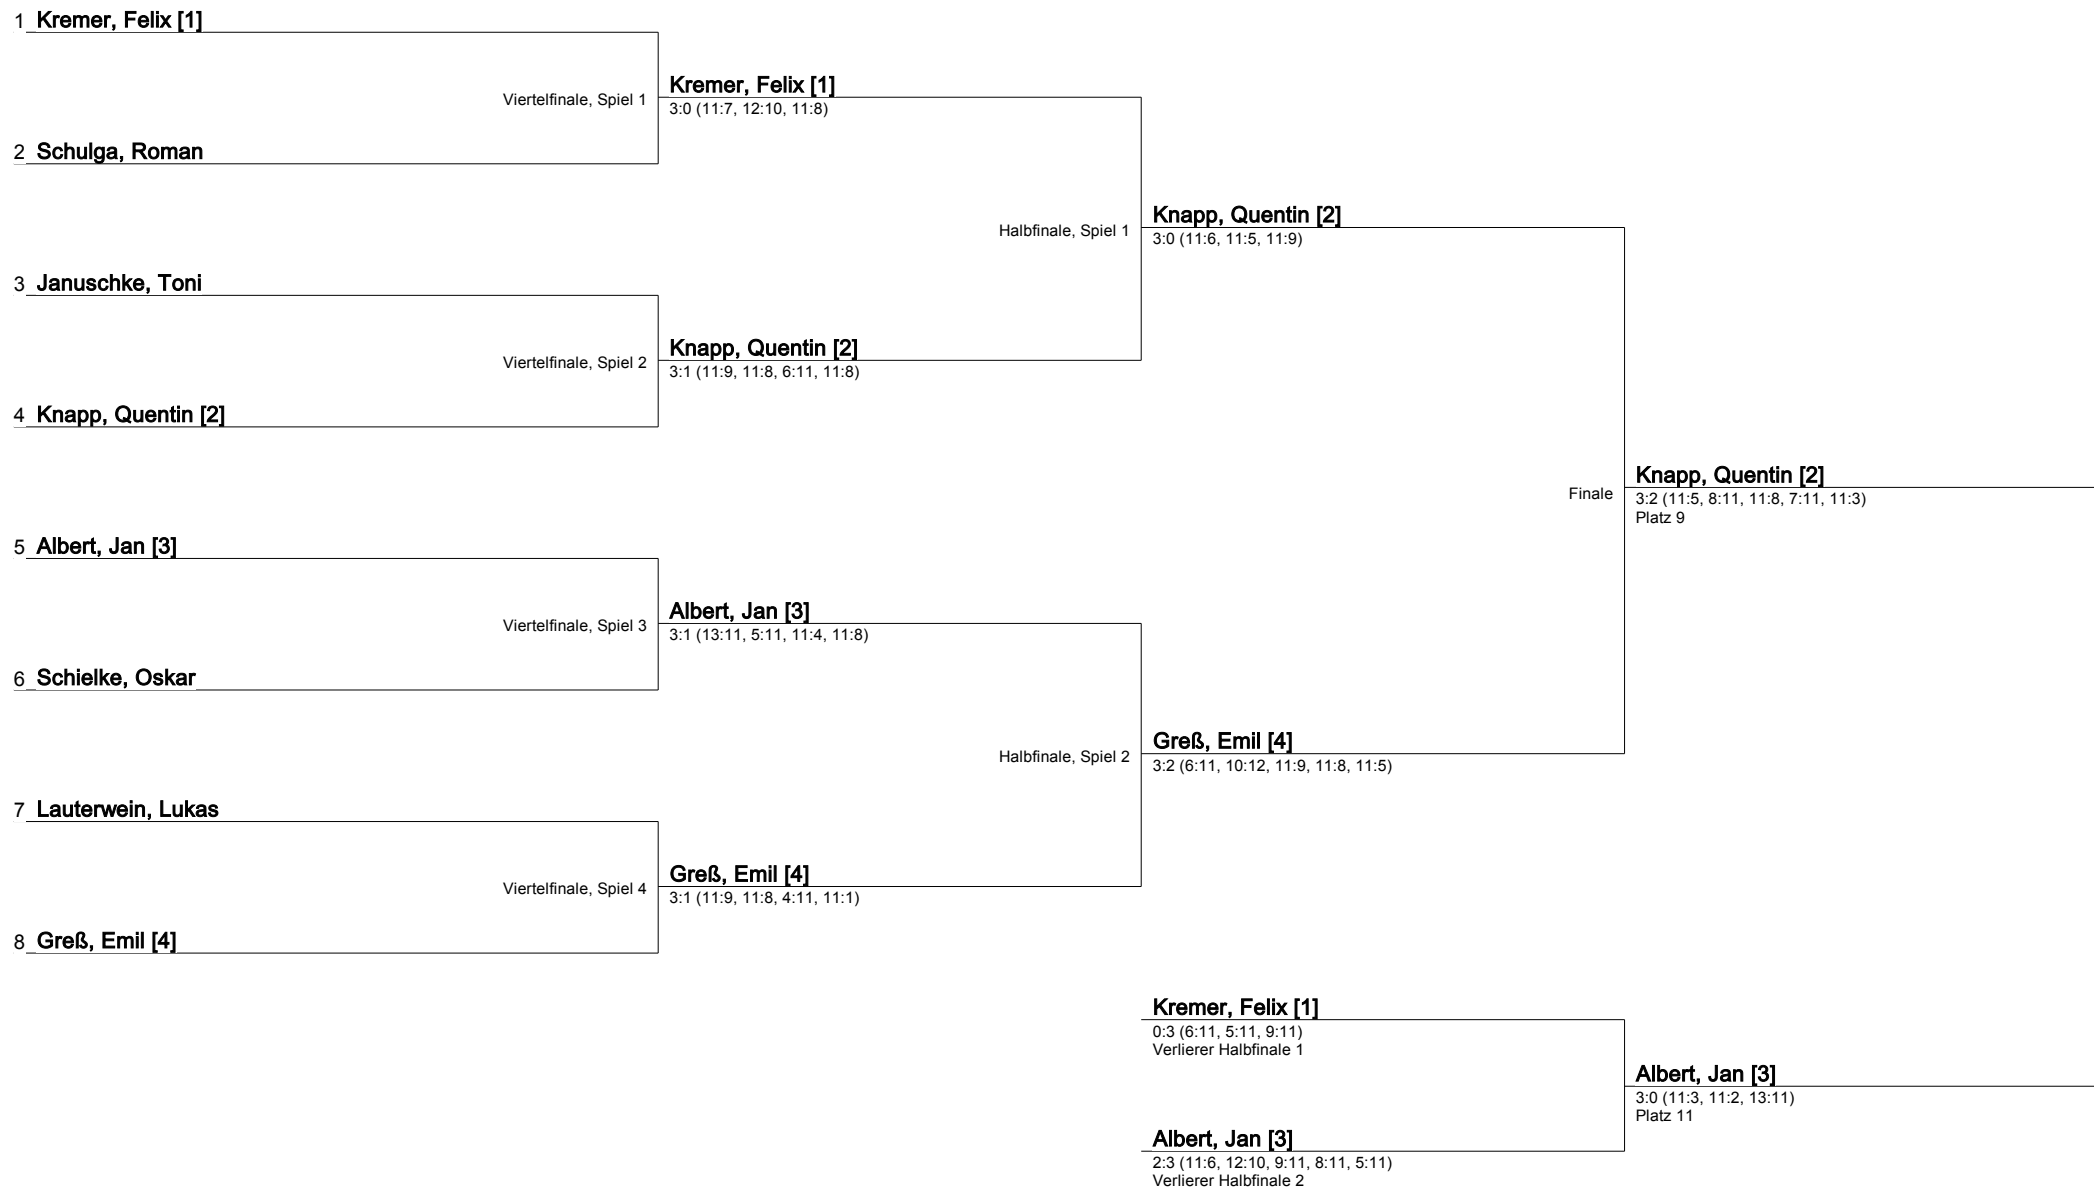 1 Kremer, Felix [1]
Viertelfinale, Spiel 1
Kremer, Felix [1]
3:0 (11:7, 12:10, 11:8)
2 Schulga, Roman
Halbfinale, Spiel 1
Knapp, Quentin [2]
3:0 (11:6, 11:5, 11:9)
3 Januschke, Toni
Viertelfinale, Spiel 2
Knapp, Quentin [2]
3:1 (11:9, 11:8, 6:11, 11:8)
4 Knapp, Quentin [2]
Finale
Knapp, Quentin [2]
3:2 (11:5, 8:11, 11:8, 7:11, 11:3)
Platz 9
5 Albert, Jan [3]
Viertelfinale, Spiel 3
Albert, Jan [3]
3:1 (13:11, 5:11, 11:4, 11:8)
6 Schielke, Oskar
Halbfinale, Spiel 2
Greß, Emil [4]
3:2 (6:11, 10:12, 11:9, 11:8, 11:5)
7 Lauterwein, Lukas
Viertelfinale, Spiel 4
Greß, Emil [4]
3:1 (11:9, 11:8, 4:11, 11:1)
8 Greß, Emil [4]
Kremer, Felix [1]
0:3 (6:11, 5:11, 9:11)
Verlierer Halbfinale 1
Albert, Jan [3]
3:0 (11:3, 11:2, 13:11)
Platz 11
Albert, Jan [3]
2:3 (11:6, 12:10, 9:11, 8:11, 5:11)
Verlierer Halbfinale 2